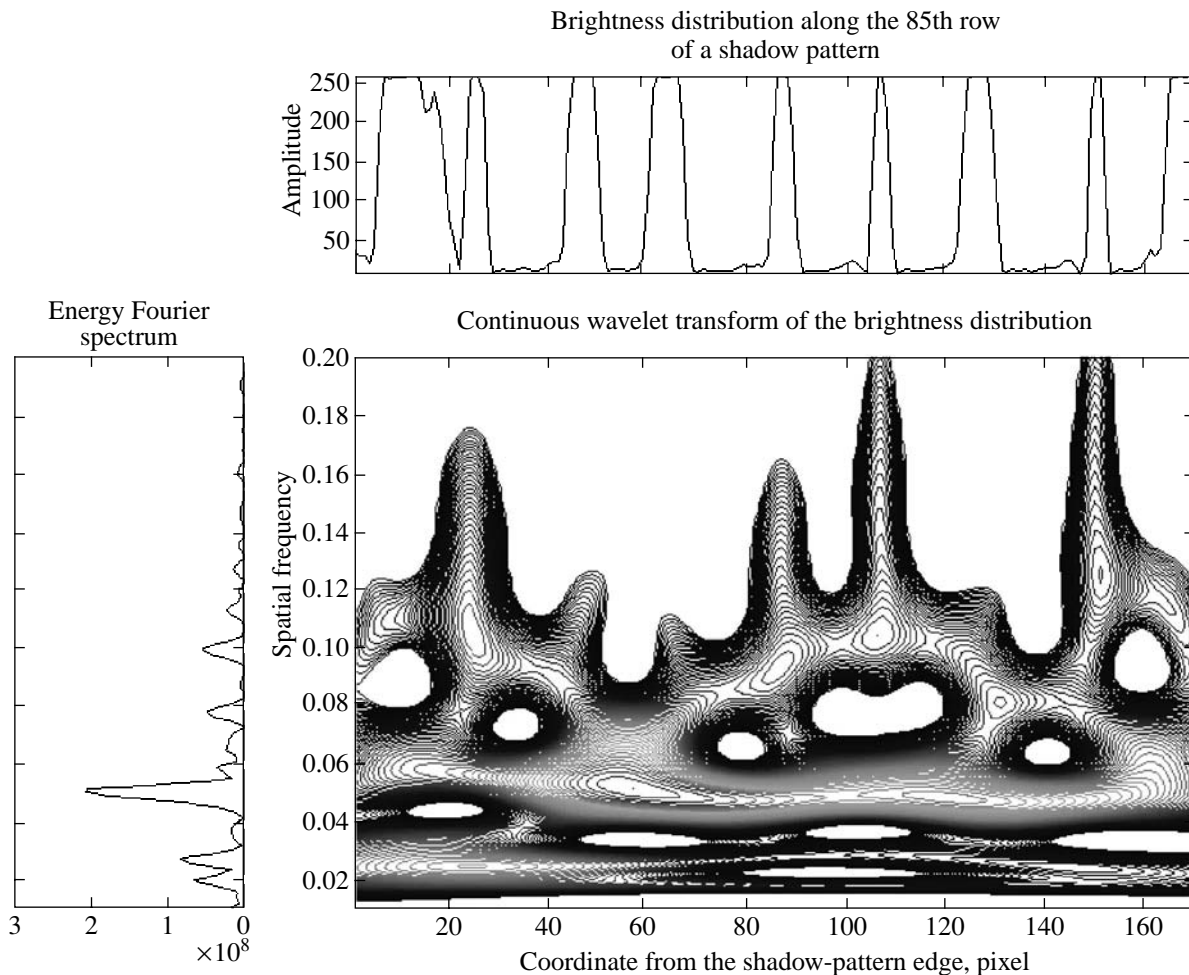 Brightness distribution along the 85th row
of a shadow pattern
250
200
150
100
50
Amplitude
Energy Fourier
spectrum
Continuous wavelet transform of the brightness distribution
0.20
0.18
0.16
0.14
0.12
0.10
0.08
0.06
0.04
0.02
Spatial frequency
3 2 1 0
×10⁸
20 40 60 80 100 120 140 160
Coordinate from the shadow-pattern edge, pixel